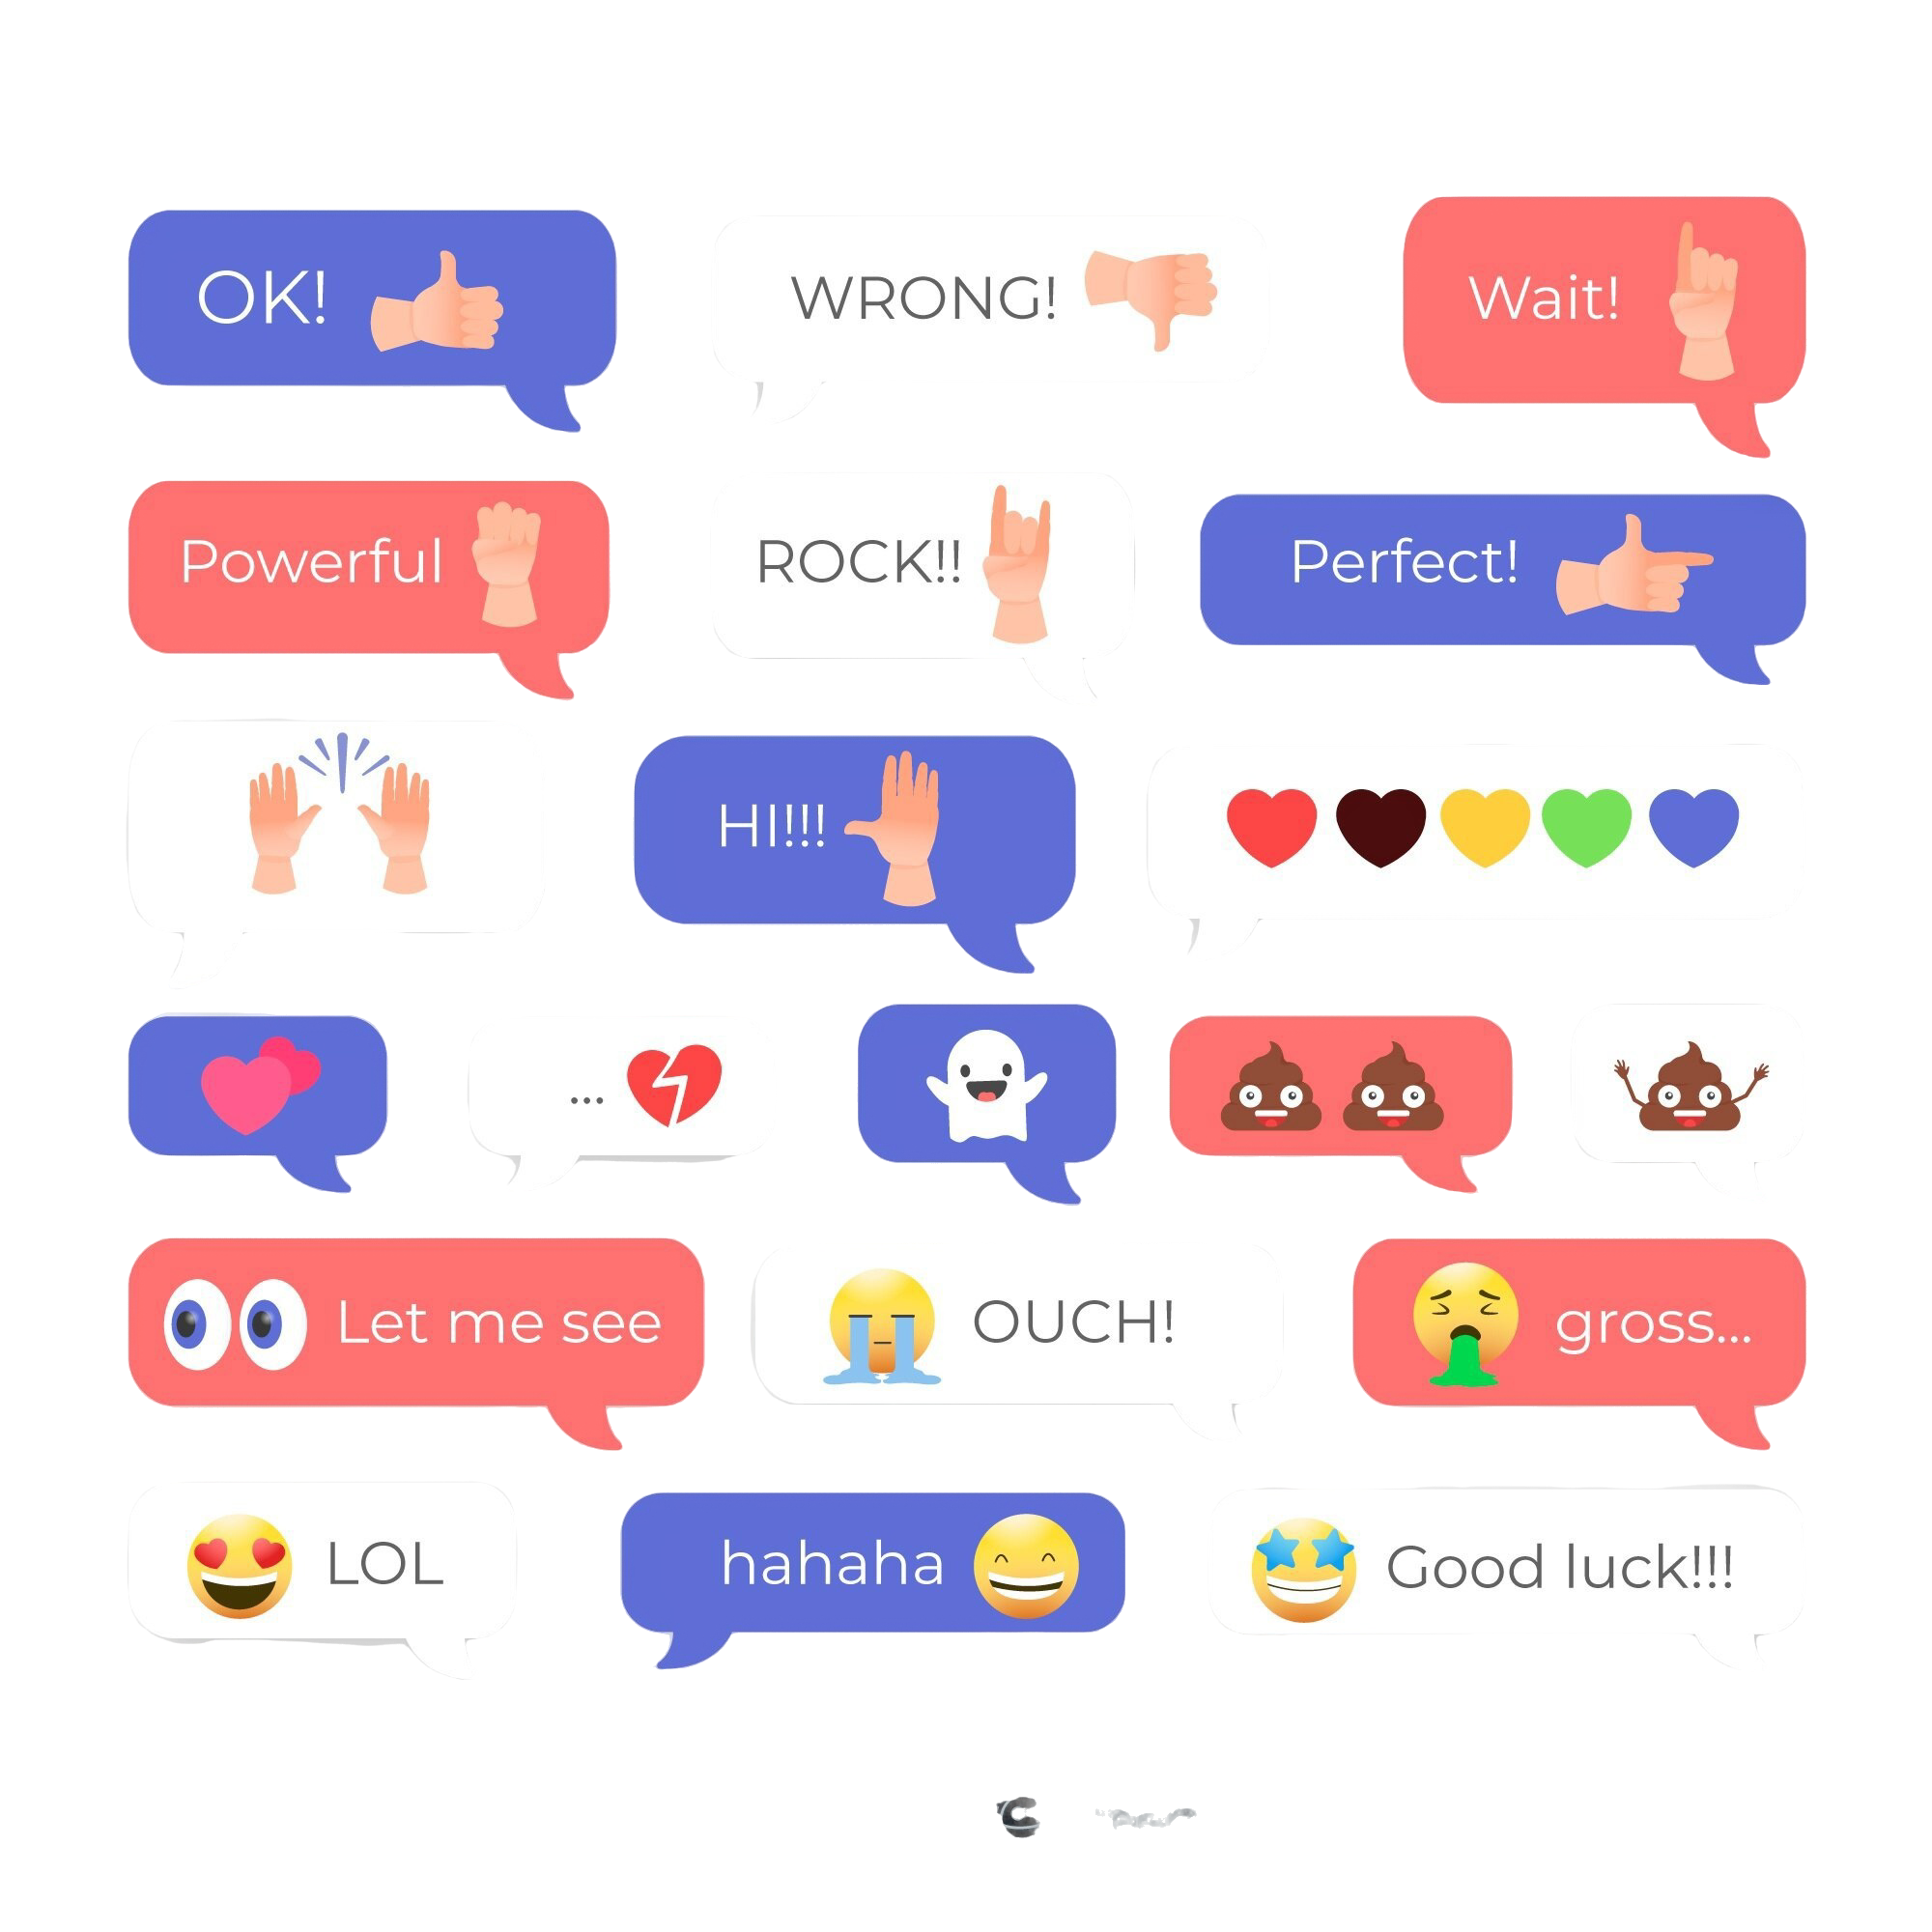 OK!
WRONG!
Wait!
Powerful
ROCK!!
Perfect!
HI!!!
...
Let me see
OUCH!
gross...
LOL
hahaha
Good luck!!!